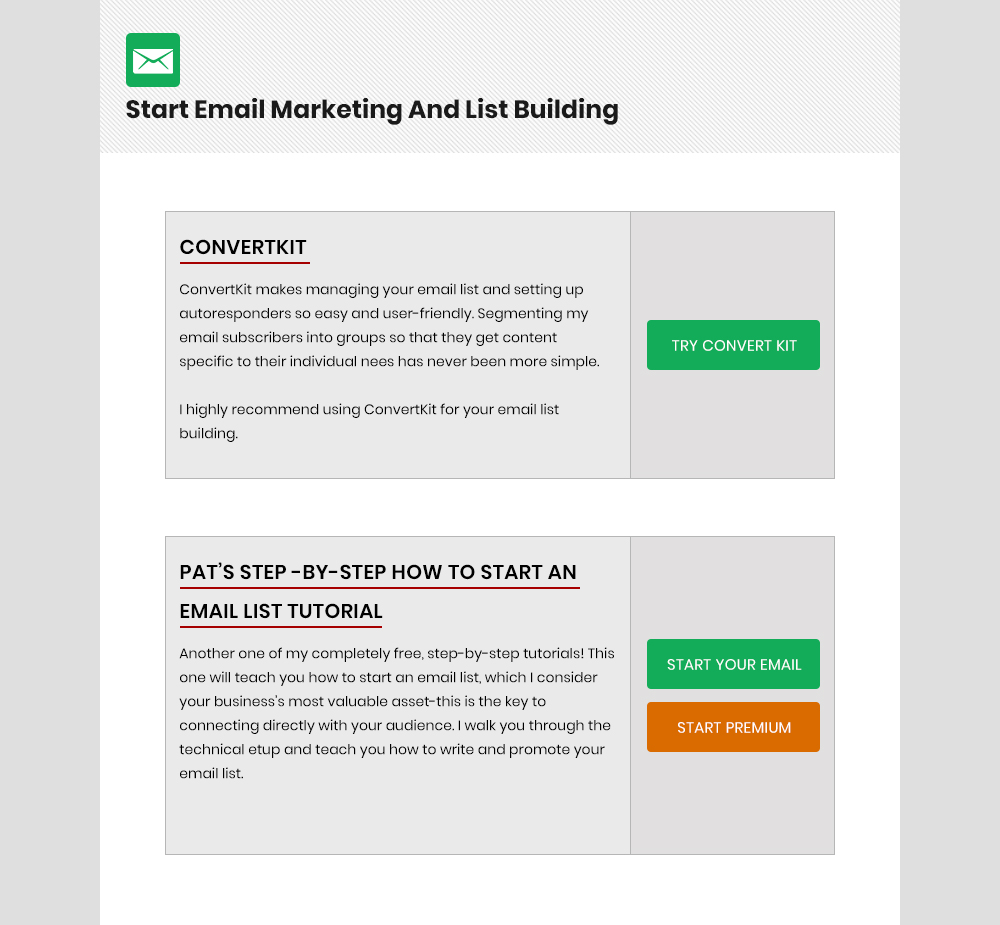 Start Email Marketing And List Building
CONVERTKIT
ConvertKit makes managing your email list and setting up
autoresponders so easy and user-friendly. Segmenting my
email subscribers into groups so that they get content
specific to their individual nees has never been more simple.
I highly recommend using ConvertKit for your email list
building.
TRY CONVERT KIT
PAT'S STEP -BY-STEP HOW TO START AN
EMAIL LIST TUTORIAL
Another one of my completely free, step-by-step tutorials! This
one will teach you how to start an email list, which I consider
your business's most valuable asset-this is the key to
connecting directly with your audience. I walk you through the
technical etup and teach you how to write and promote your
email list.
START YOUR EMAIL
START PREMIUM